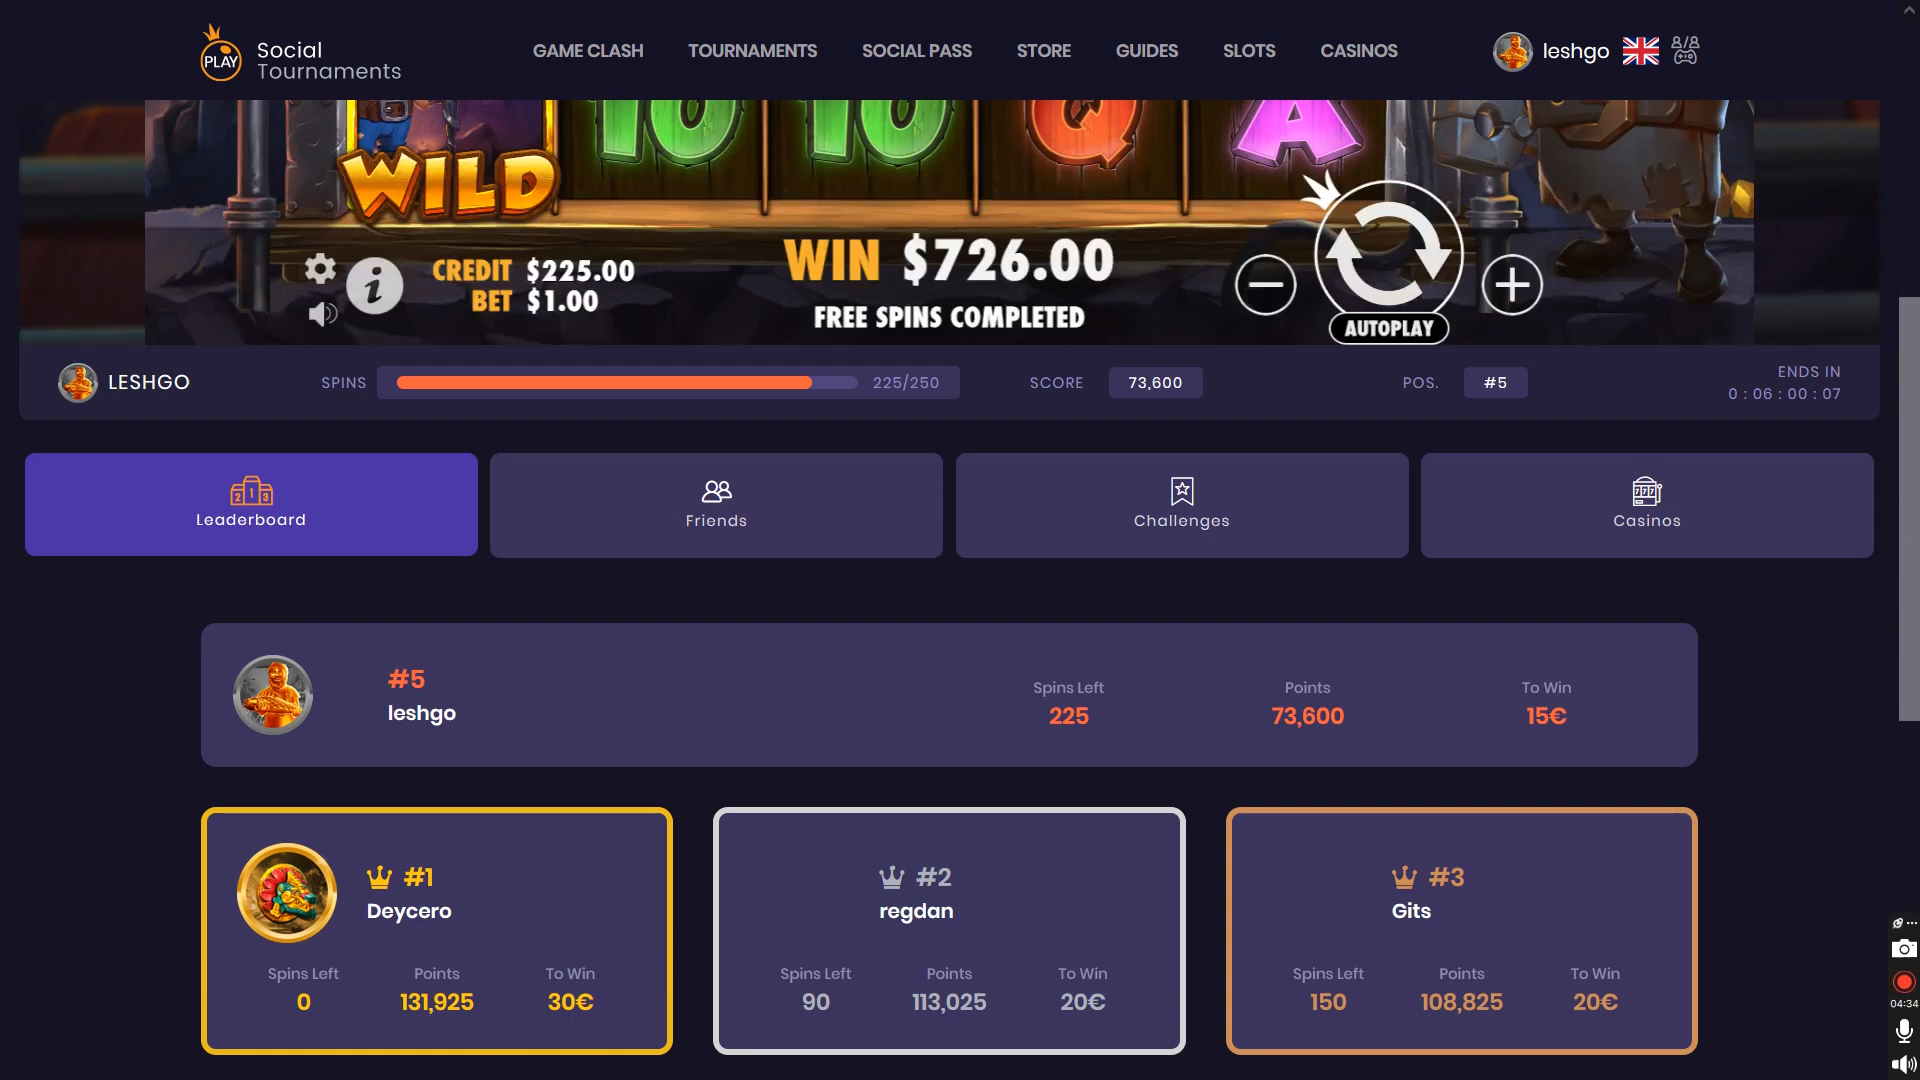 PLAY
Social
Tournaments
GAME CLASH
TOURNAMENTS
SOCIAL PASS
STORE
GUIDES
SLOTS
CASINOS
leshgo
10
10
Q
A
WILD
CREDIT $225.00
BET $1.00
WIN $726.00
FREE SPINS COMPLETED
AUTOPLAY
LESHGO
SPINS
225/250
SCORE
73,600
POS.
#5
ENDS IN
0 : 06 : 00 : 07
Leaderboard
Friends
Challenges
Casinos
#5
leshgo
Spins Left
225
Points
73,600
To Win
15€
#1
Deycero
Spins Left
0
Points
131,925
To Win
30€
#2
regdan
Spins Left
90
Points
113,025
To Win
20€
#3
Gits
Spins Left
150
Points
108,825
To Win
20€
04:34